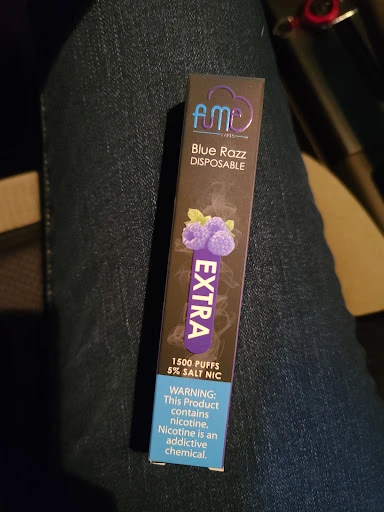 fume
Blue Razz
DISPOSABLE
EXTRA
1500 PUFFS
5% SALT NIC
WARNING:
This Product
contains
nicotine.
Nicotine is an
addictive
chemical.